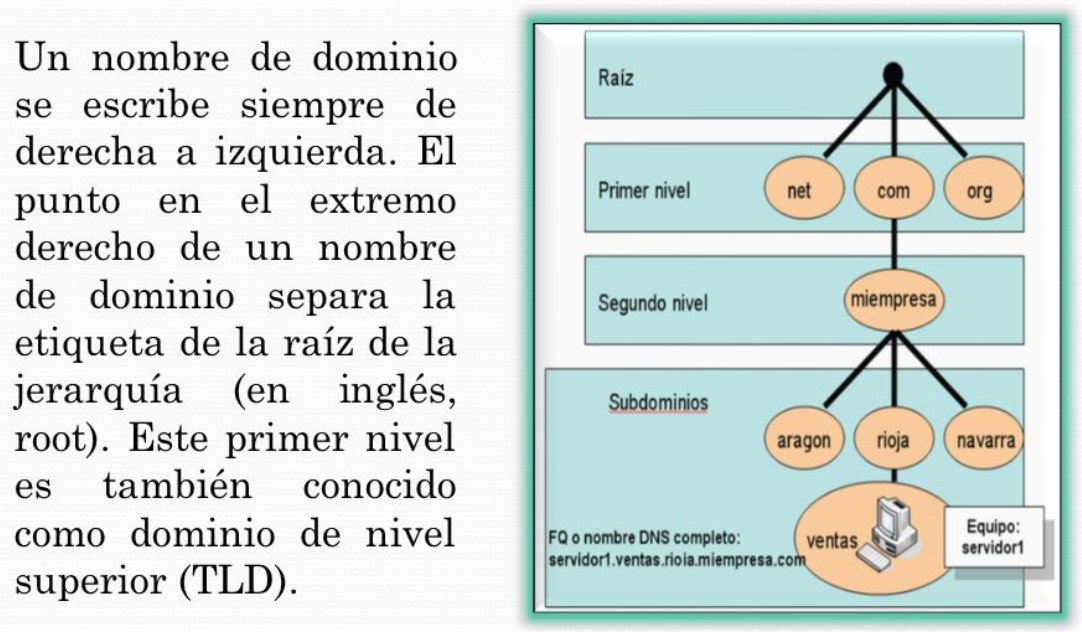 Un nombre de dominio
se escribe siempre de
derecha a izquierda. El
punto en el extremo
derecho de un nombre
de dominio separa la
etiqueta de la raíz de la
jerarquía (en inglés,
root). Este primer nivel
es también conocido
como dominio de nivel
superior (TLD).
Raíz
Primer nivel
net
com
org
Segundo nivel
miempresa
Subdominios
aragon
rioja
navarra
FQ o nombre DNS completo:
servidor1.ventas.rioia.miempresa.com
ventas
Equipo:
servidor1